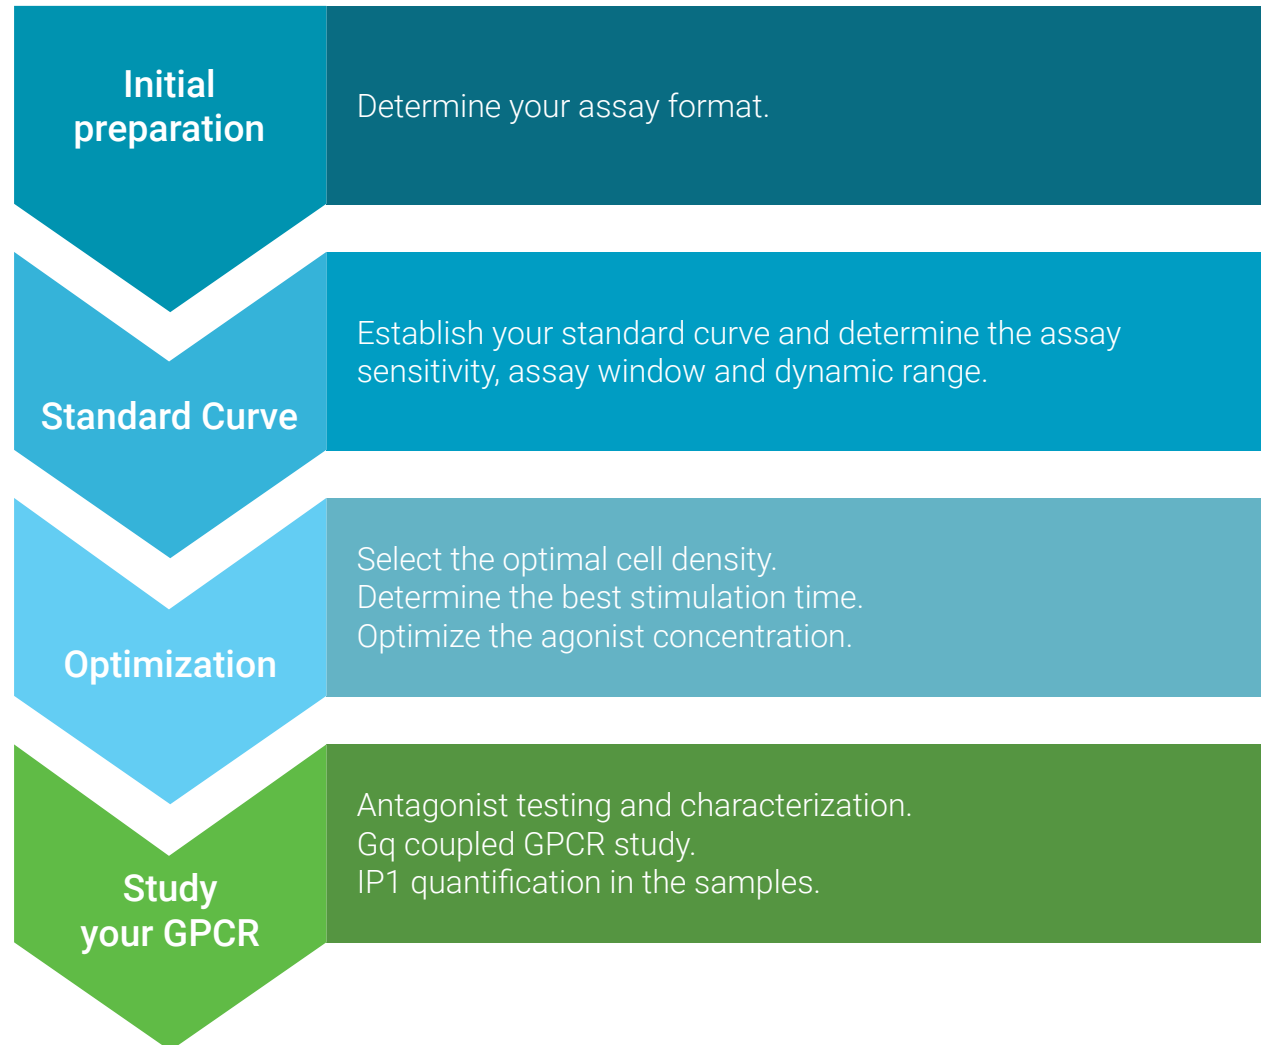 Initial
preparation
Determine your assay format.
Establish your standard curve and determine the assay
sensitivity, assay window and dynamic range.
Standard Curve
Select the optimal cell density.
Determine the best stimulation time.
Optimize the agonist concentration.
Optimization
Antagonist testing and characterization.
Gq coupled GPCR study.
IP1 quantification in the samples.
Study
your GPCR